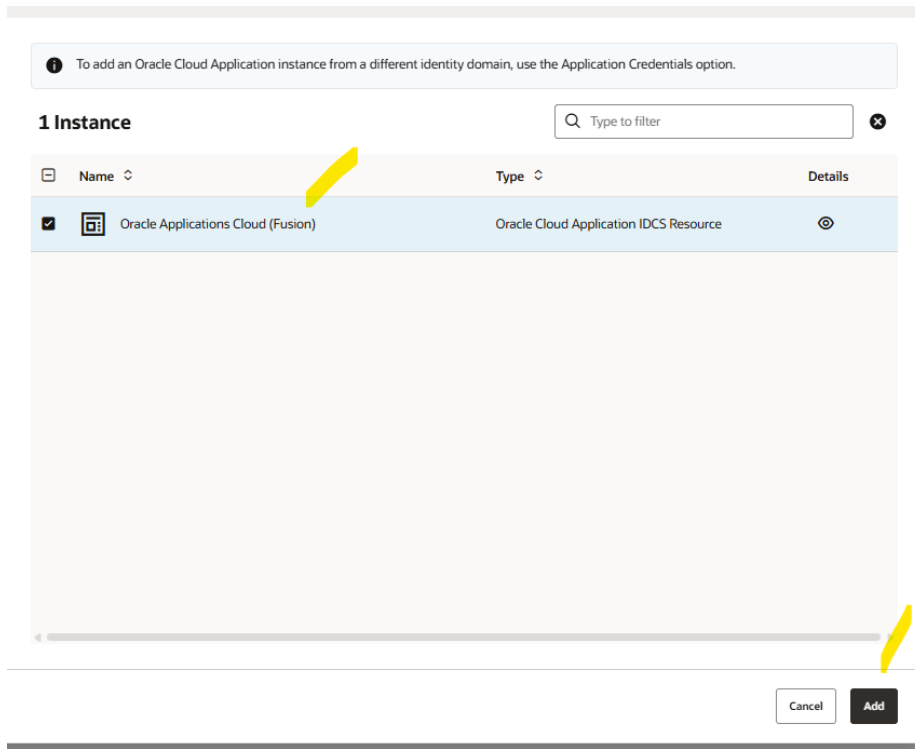 To add an Oracle Cloud Application instance from a different identity domain, use the Application Credentials option.
1 Instance
Type to filter
Name Type Details
Oracle Applications Cloud (Fusion) Oracle Cloud Application IDCS Resource
Cancel Add